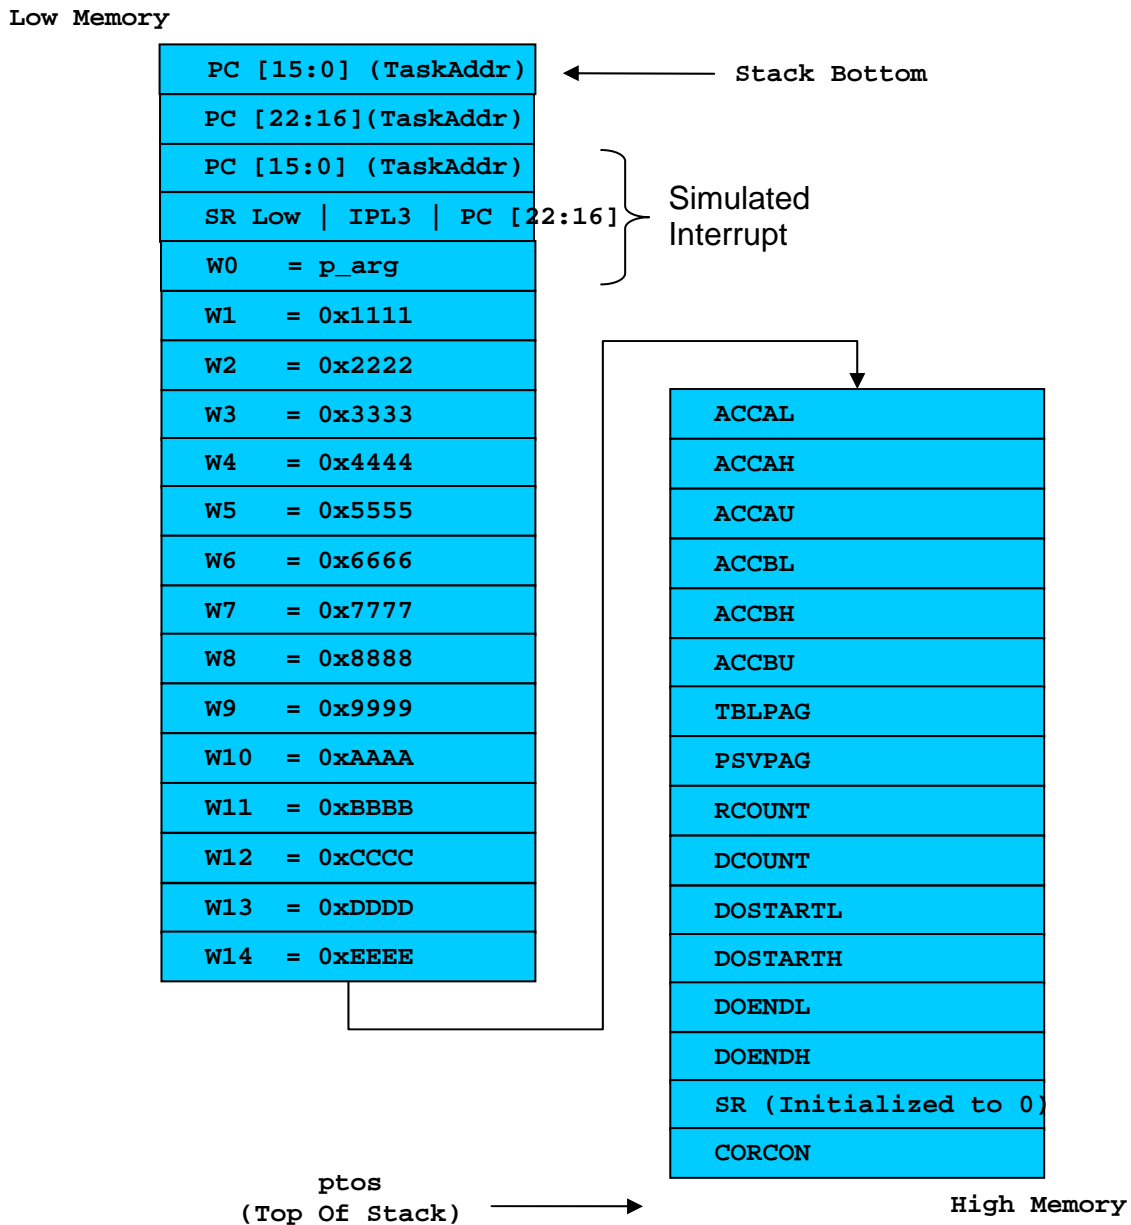 Low Memory
PC [15:0] (TaskAddr)
Stack Bottom
PC [22:16](TaskAddr)
PC [15:0] (TaskAddr)
SR Low | IPL3 | PC [22:16]
Simulated
Interrupt
W0 = p_arg
W1 = 0x1111
W2 = 0x2222
W3 = 0x3333
W4 = 0x4444
W5 = 0x5555
W6 = 0x6666
W7 = 0x7777
W8 = 0x8888
W9 = 0x9999
W10 = 0xAAAA
W11 = 0xBBBB
W12 = 0xCCCC
W13 = 0xDDDD
W14 = 0xEEEE
ACCAL
ACCAH
ACCAU
ACCBL
ACCBH
ACCBU
TBLPAG
PSVPAG
RCOUNT
DCOUNT
DOSTARTL
DOSTARTH
DOENDL
DOENDH
SR (Initialized to 0)
CORCON
ptos
(Top Of Stack)
High Memory